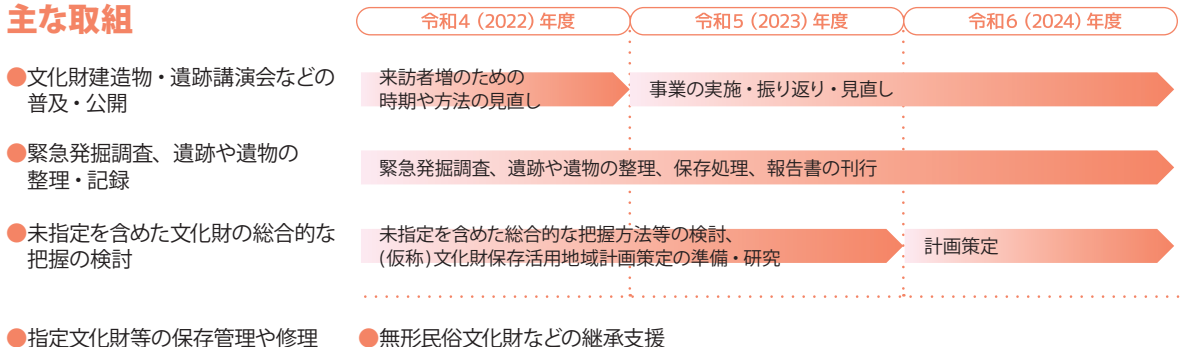 主な取組
令和4（2022）年度
令和5（2023）年度
令和6（2024）年度
●文化財建造物・遺跡講演会などの
普及・公開
来訪者増のための
時期や方法の見直し
事業の実施・振り返り・見直し
●緊急発掘調査、遺跡や遺物の
整理・記録
緊急発掘調査、遺跡や遺物の整理、保存処理、報告書の刊行
●未指定を含めた文化財の総合的な
把握の検討
未指定を含めた総合的な把握方法等の検討、
(仮称)文化財保存活用地域計画策定の準備・研究
計画策定
●指定文化財等の保存管理や修理
●無形民俗文化財などの継承支援